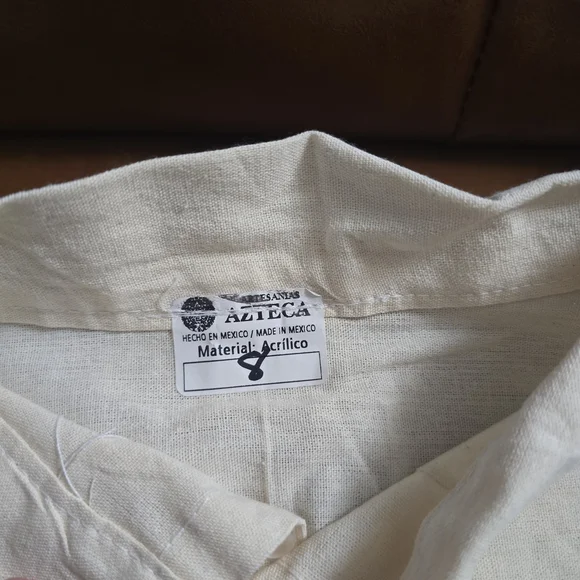 ARTESANIAS
AZTECA
HECHO EN MEXICO / MADE IN MEXICO
Material: Acrílico
8